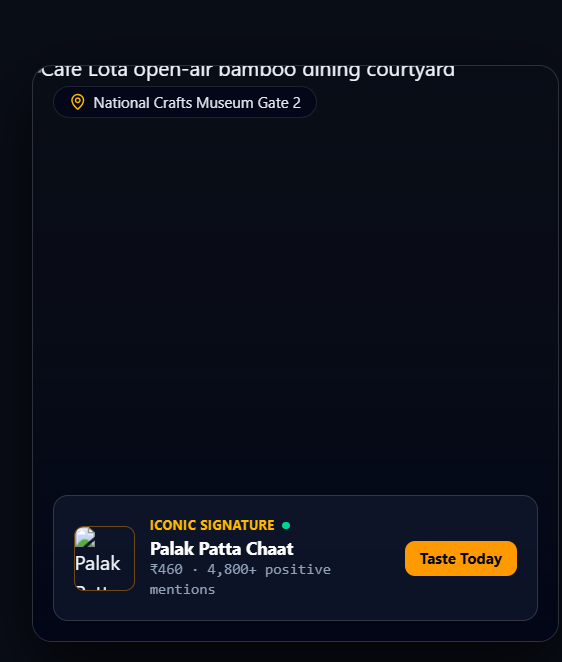 Cafe Lota open-air bamboo dining courtyard
National Crafts Museum Gate 2
ICONIC SIGNATURE
Palak Patta Chaat
₹460 · 4,800+ positive
mentions
Taste Today
Palak